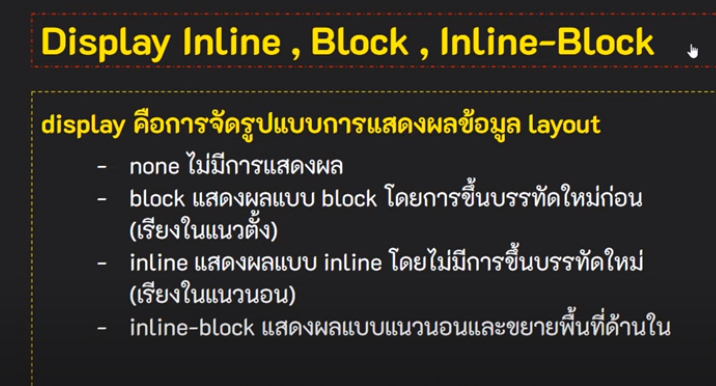 Display Inline , Block , Inline-Block
display คือการจัดรูปแบบการแสดงผลข้อมูล layout
- none ไม่มีการแสดงผล
- block แสดงผลแบบ block โดยการขึ้นบรรทัดใหม่ก่อน
(เรียงในแนวตั้ง)
- inline แสดงผลแบบ inline โดยไม่มีการขึ้นบรรทัดใหม่
(เรียงในแนวนอน)
- inline-block แสดงผลแบบแนวนอนและขยายพื้นที่ด้านใน